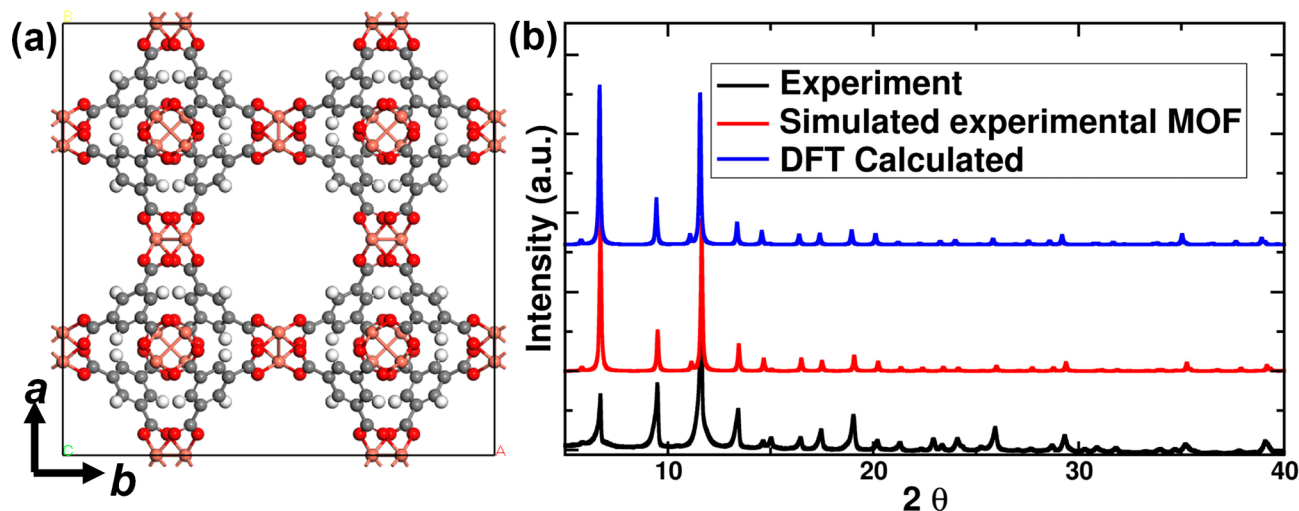 (a)
B
C
A
a
b
(b)
Experiment
Simulated experimental MOF
DFT Calculated
Intensity (a.u.)
10 20 30 40
2 θ